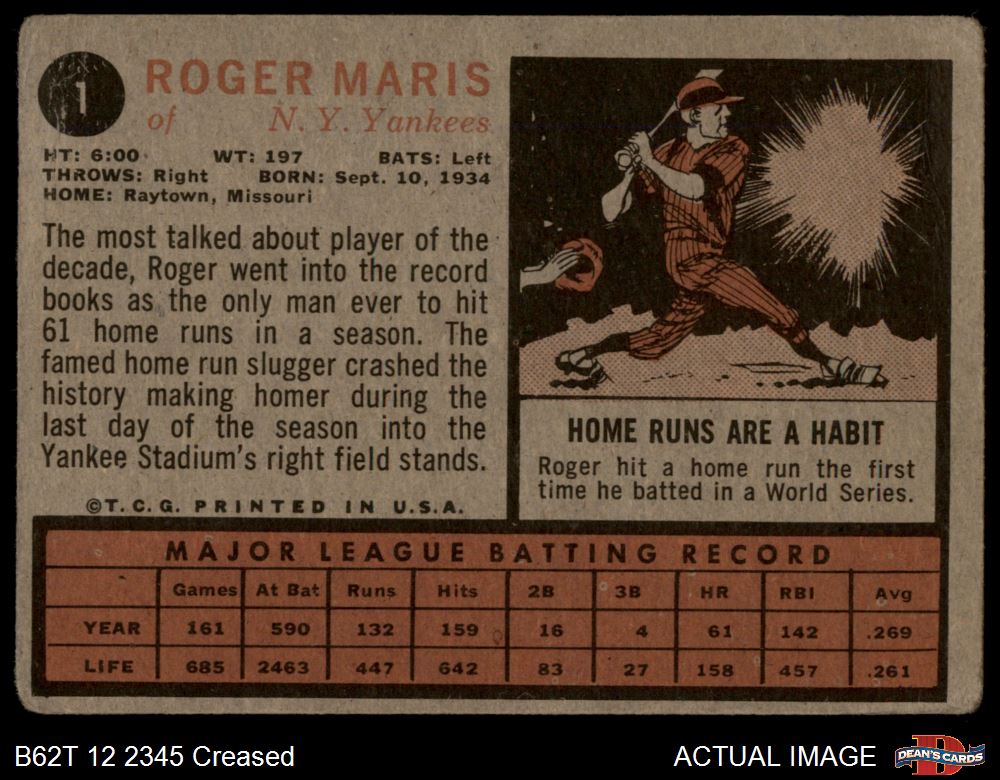 1
ROGER MARIS
of N. Y. Yankees
HT: 6:00 WT: 197 BATS: Left
THROWS: Right BORN: Sept. 10, 1934
HOME: Raytown, Missouri
The most talked about player of the
decade, Roger went into the record
books as the only man ever to hit
61 home runs in a season. The
famed home run slugger crashed the
history making homer during the
last day of the season into the
Yankee Stadium's right field stands.
©T. C. G. PRINTED IN U.S.A.
HOME RUNS ARE A HABIT
Roger hit a home run the first
time he batted in a World Series.
MAJOR LEAGUE BATTING RECORD
Games At Bat Runs Hits 2B 3B HR RBI Avg
YEAR 161 590 132 159 16 4 61 142 .269
LIFE 685 2463 447 642 83 27 158 457 .261
B62T 12 2345 Creased
ACTUAL IMAGE
DEAN'S CARDS